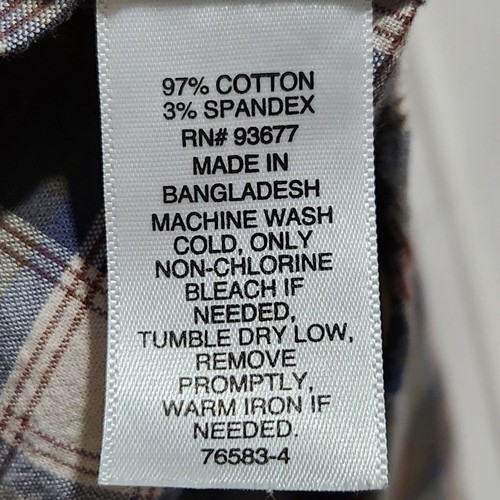 97% COTTON
3% SPANDEX
RN# 93677
MADE IN
BANGLADESH
MACHINE WASH
COLD, ONLY
NON-CHLORINE
BLEACH IF
NEEDED,
TUMBLE DRY LOW,
REMOVE
PROMPTLY,
WARM IRON IF
NEEDED.
76583-4